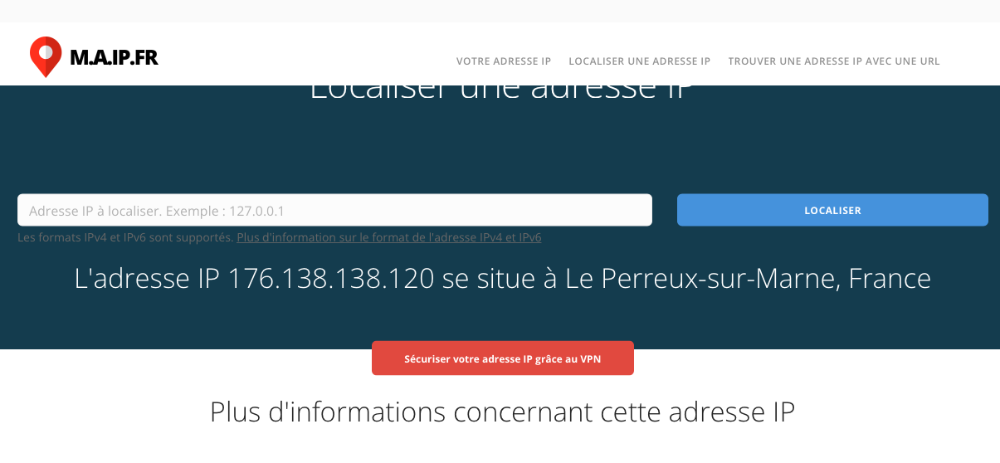 M.A.IP.FR
VOTRE ADRESSE IP LOCALISER UNE ADRESSE IP TROUVER UNE ADRESSE IP AVEC UNE URL
Localiser une adresse IP
Adresse IP à localiser. Exemple : 127.0.0.1
LOCALISER
Les formats IPv4 et IPv6 sont supportés. Plus d'information sur le format de l'adresse IPv4 et IPv6
L'adresse IP 176.138.138.120 se situe à Le Perreux-sur-Marne, France
Sécuriser votre adresse IP grâce au VPN
Plus d'informations concernant cette adresse IP